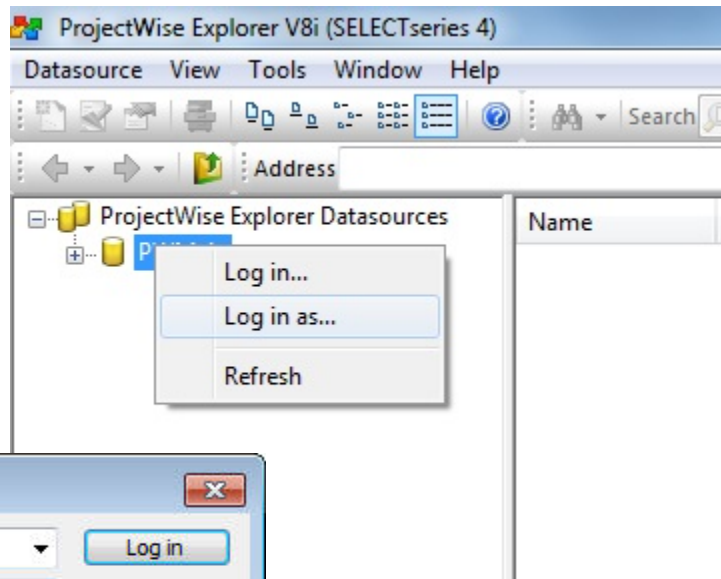 ProjectWise Explorer V8i (SELECTseries 4)
Datasource View Tools Window Help
Search
Address
ProjectWise Explorer Datasources
Name
Log in...
Log in as...
Refresh
Log in